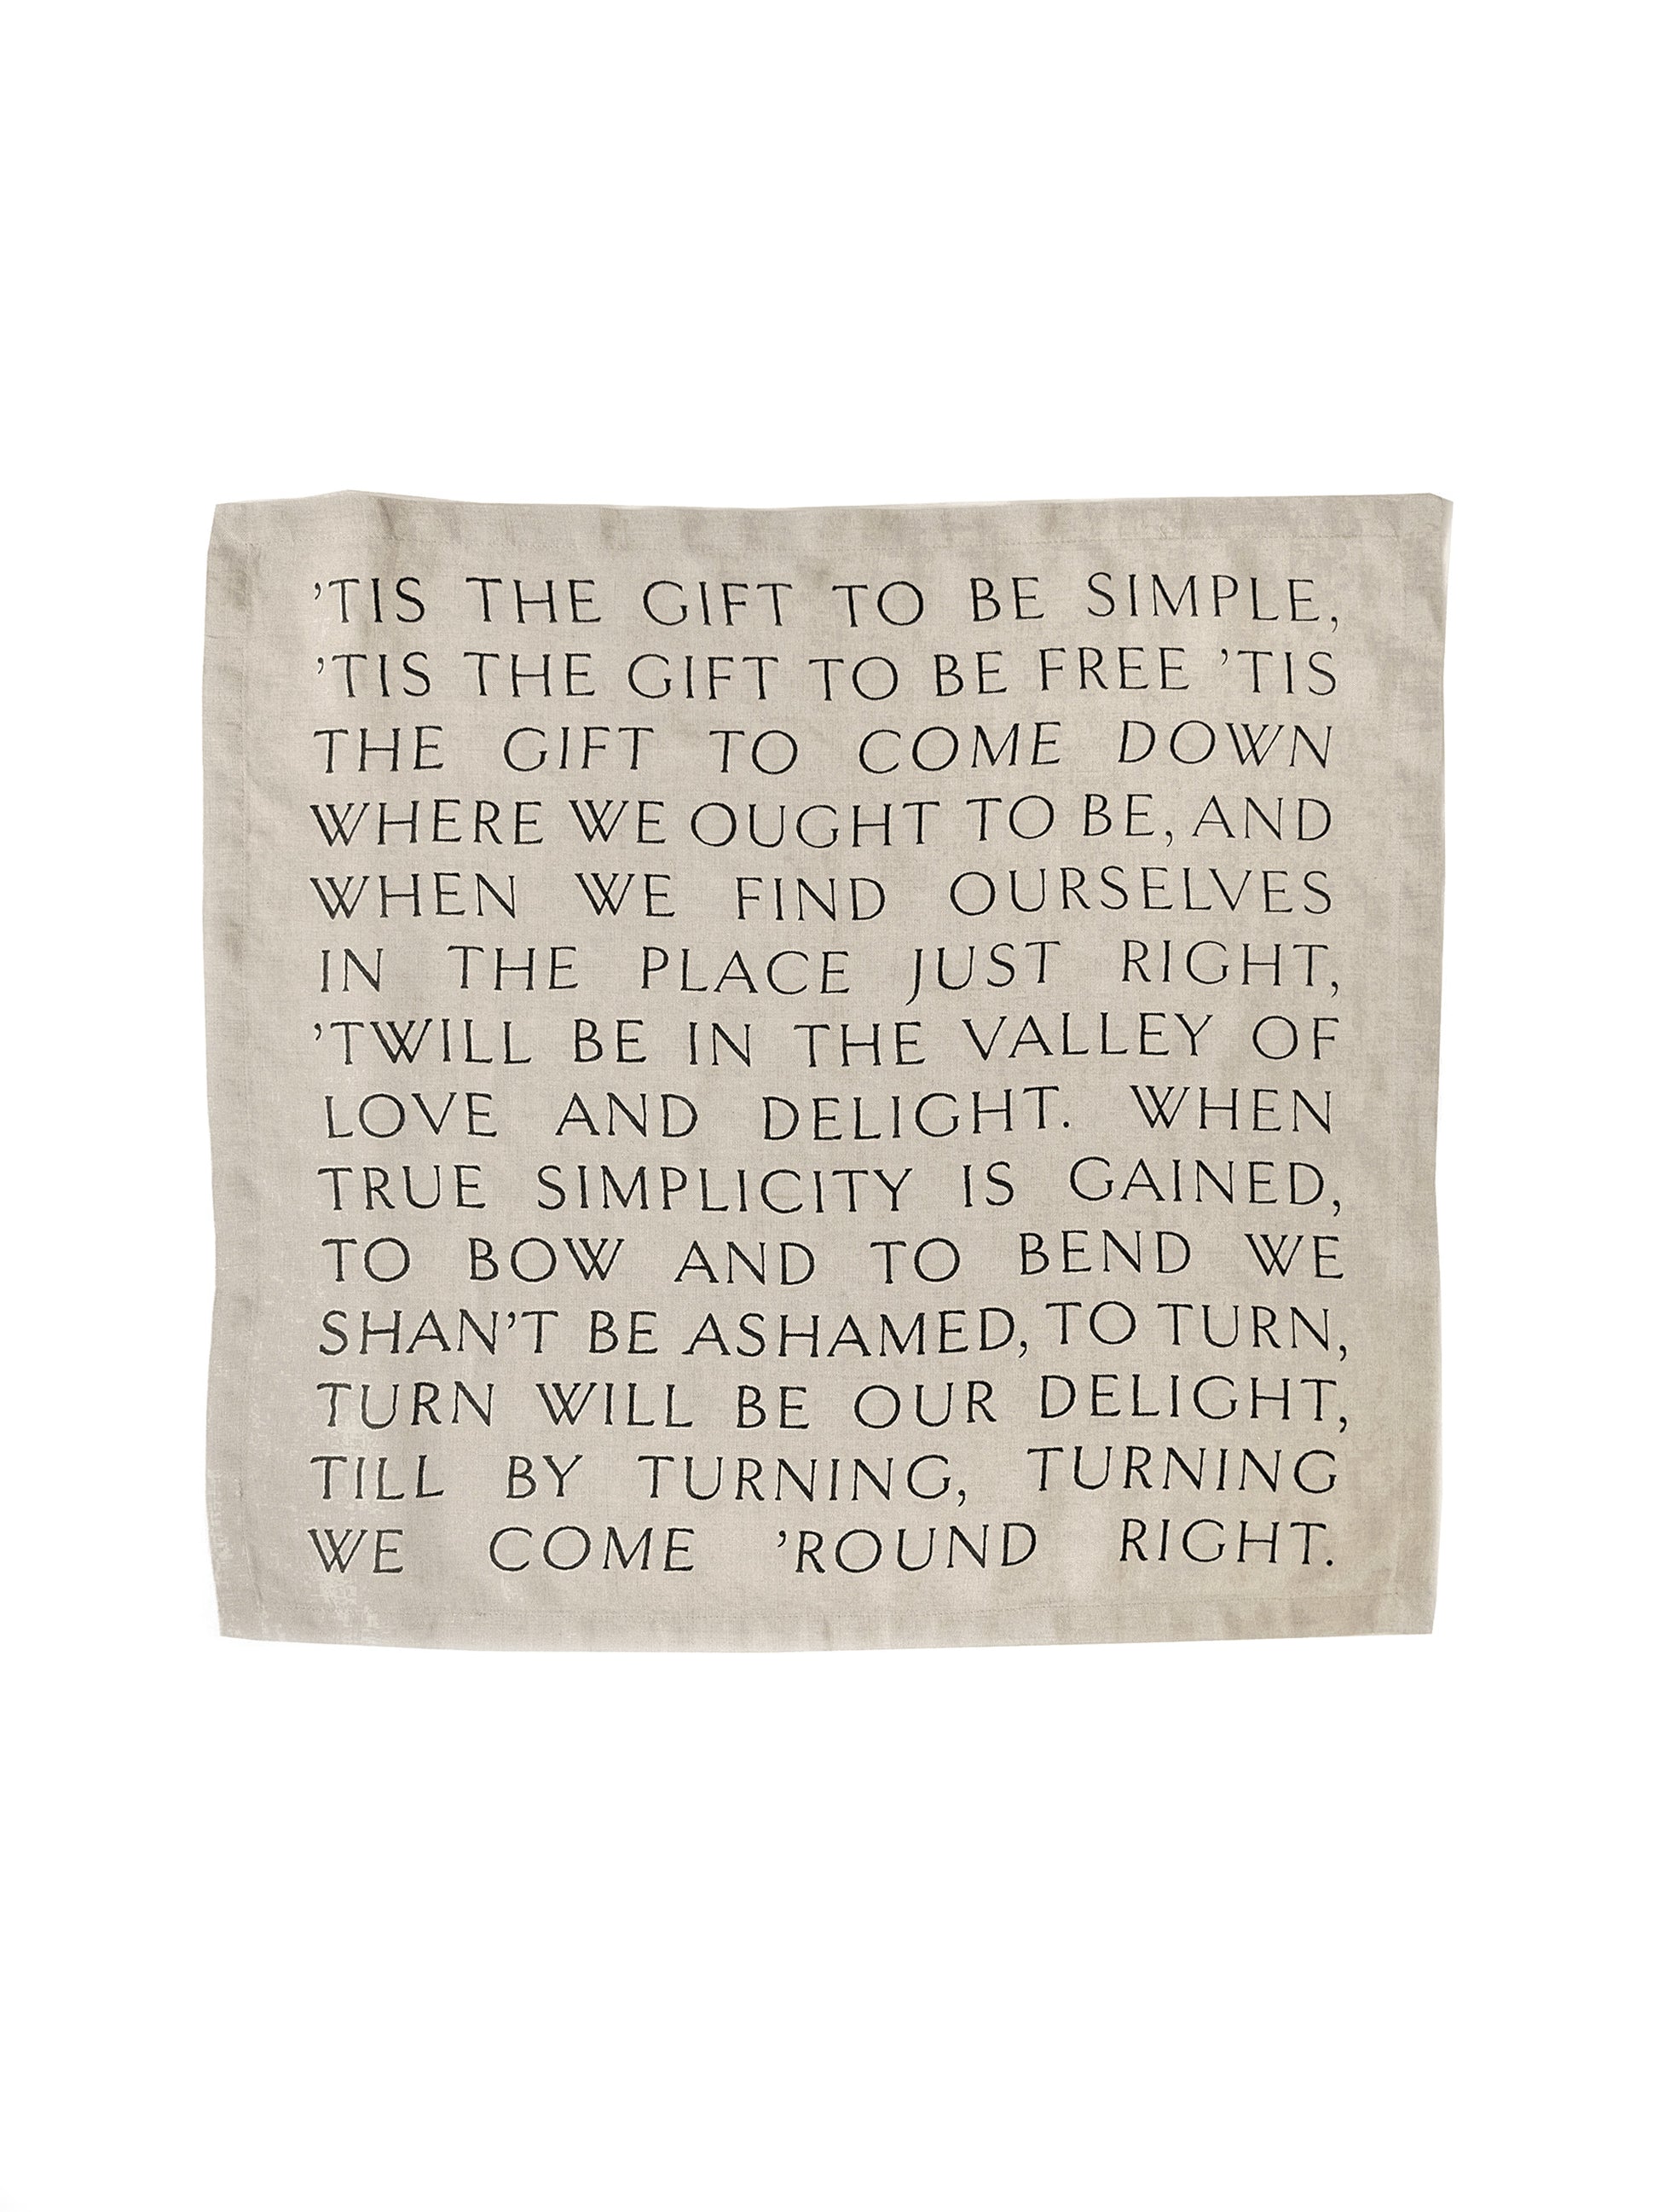 ’TIS THE GIFT TO BE SIMPLE,
’TIS THE GIFT TO BE FREE ’TIS
THE GIFT TO COME DOWN
WHERE WE OUGHT TO BE, AND
WHEN WE FIND OURSELVES
IN THE PLACE JUST RIGHT,
’TWILL BE IN THE VALLEY OF
LOVE AND DELIGHT. WHEN
TRUE SIMPLICITY IS GAINED,
TO BOW AND TO BEND WE
SHAN’T BE ASHAMED, TO TURN,
TURN WILL BE OUR DELIGHT,
TILL BY TURNING, TURNING
WE COME ’ROUND RIGHT.